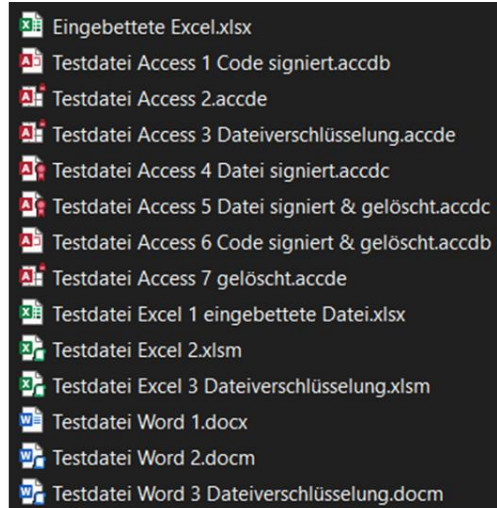 Eingebettete Excel.xlsx
Testdatei Access 1 Code signiert.accdb
Testdatei Access 2.accde
Testdatei Access 3 Dateiverschlüsselung.accde
Testdatei Access 4 Datei signiert.accdc
Testdatei Access 5 Datei signiert & gelöscht.accdc
Testdatei Access 6 Code signiert & gelöscht.accdb
Testdatei Access 7 gelöscht.accde
Testdatei Excel 1 eingebettete Datei.xlsx
Testdatei Excel 2.xlsm
Testdatei Excel 3 Dateiverschlüsselung.xlsm
Testdatei Word 1.docx
Testdatei Word 2.docm
Testdatei Word 3 Dateiverschlüsselung.docm